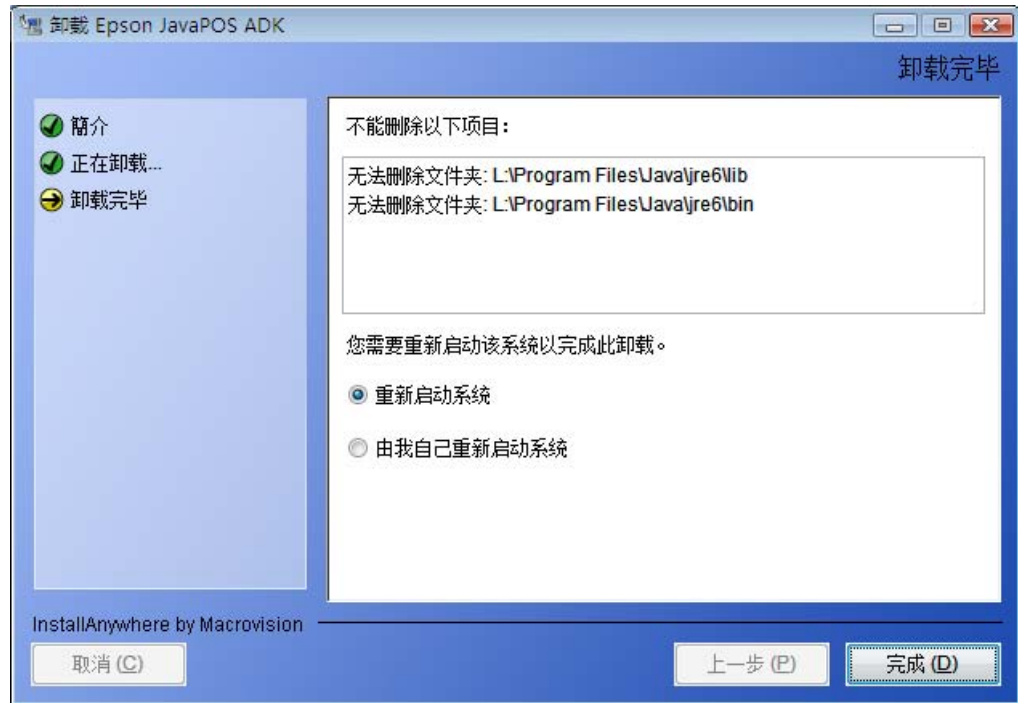 卸载 Epson JavaPOS ADK
卸载完毕
簡介
正在卸载...
卸载完毕
不能删除以下项目：
无法删除文件夹: L:\Program Files\Java\jre6\lib
无法删除文件夹: L:\Program Files\Java\jre6\bin
您需要重新启动该系统以完成此卸载。
重新启动系统
由我自己重新启动系统
InstallAnywhere by Macrovision
取消 (C)
上一步 (P)
完成 (D)